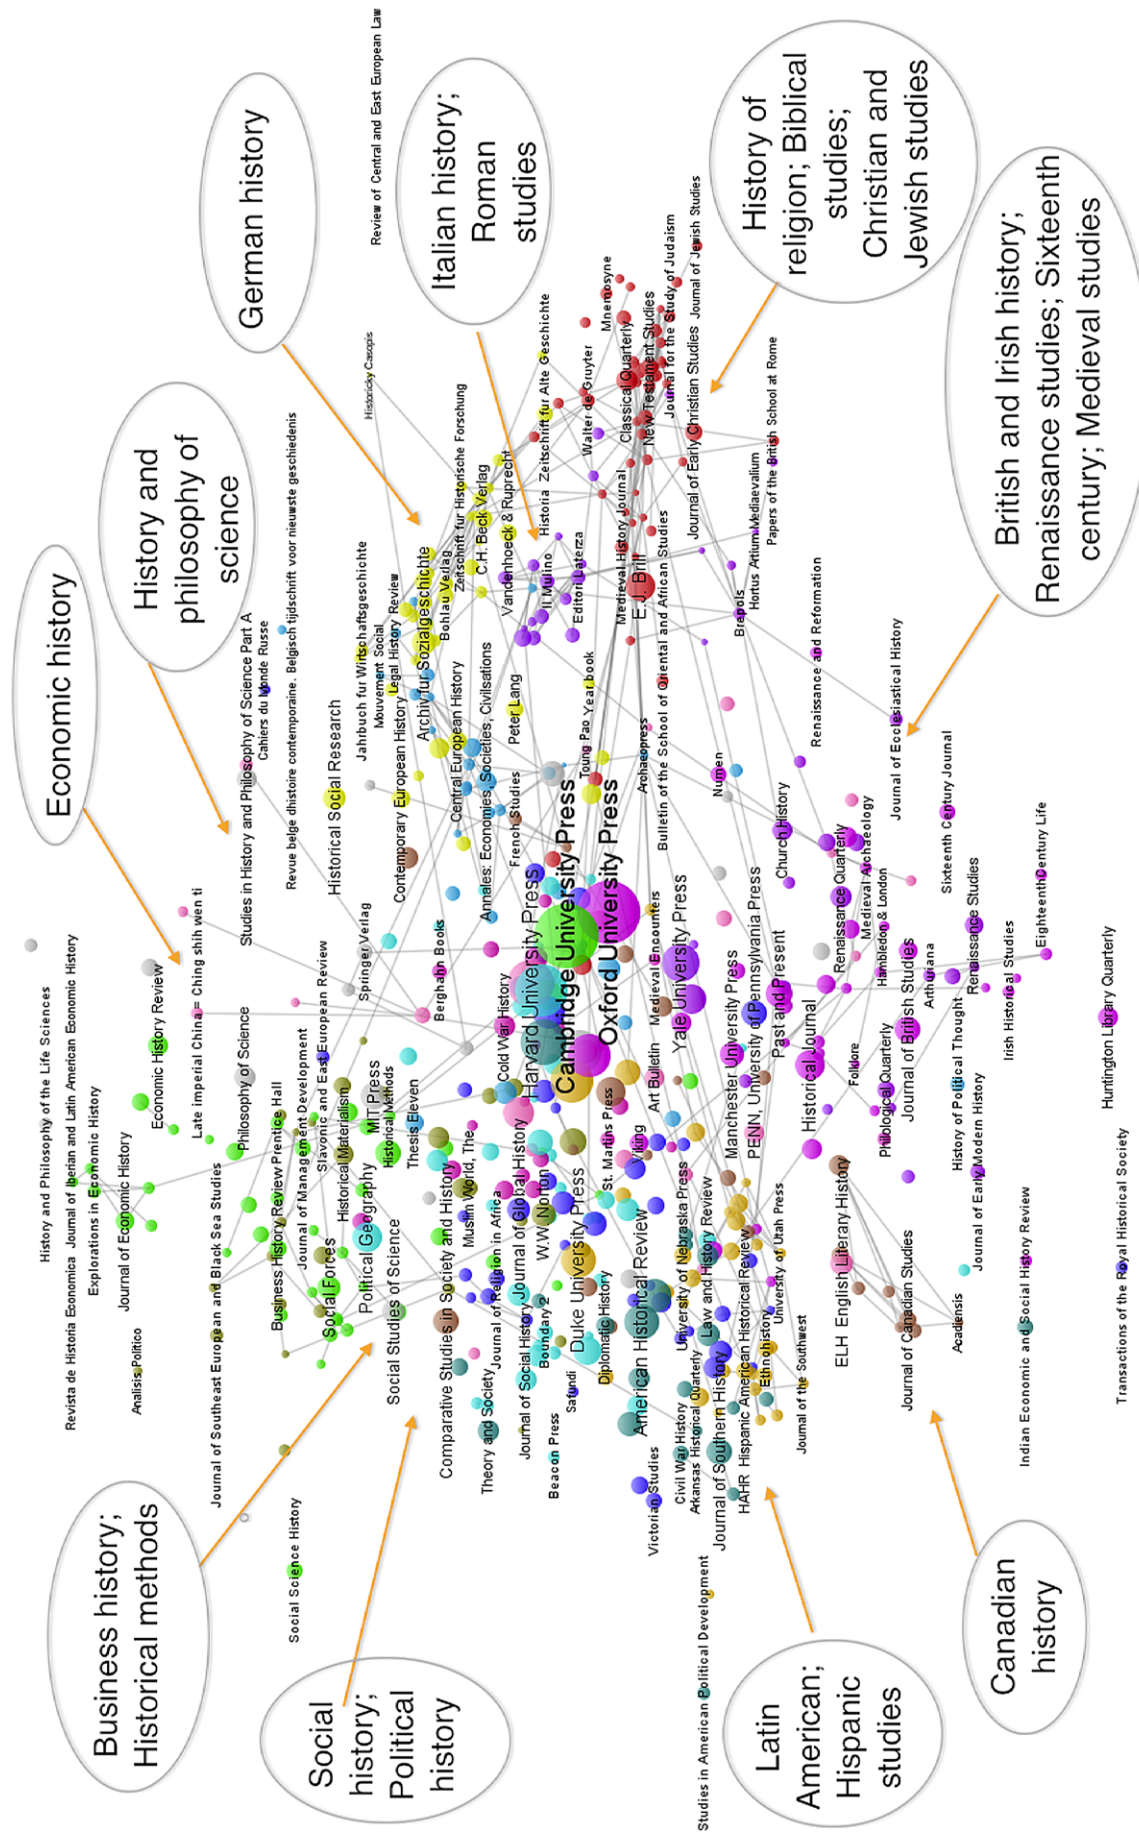 Business history;
Historical methods
Economic history
History and
philosophy of
science
German history
Italian history;
Roman
studies
History of
religion; Biblical
studies;
Christian and
Jewish studies
British and Irish history;
Renaissance studies; Sixteenth
century; Medieval studies
Canadian
history
Latin
American;
Hispanic
studies
Social
history;
Political
history
History and Philosophy of the Life Sciences
Revista de Historia Economica Journal of Iberian and Latin American Economic History
Explorations in Economic History
Journal of Economic History
Analisis Politico
Economic History Review
Late Imperial China= Ching shih wen ti
Journal of Southeast European and Black Sea Studies
Studies in History and Philosophy of Science Part A
Cahiers du Monde Russe
Philosophy of Science
Business History Review
Prentice Hall
Revue belge dhistoire contemporaine. Belgisch tijdschrift voor nieuwste geschiedenis
Social Science History
Journal of Management Development
Slavonic and East European Review
Historical Social Research
Social Forces
Historical Materialism
Political Geography
MIT Press
Historical Methods
Springer Verlag
Jahrbuch fur Wirtschaftsgeschichte
Historicky Casopis
Review of Central and East European Law
Mouvement Social
Legal History Review
Contemporary European History
Social Studies of Science
Thesis Eleven
Archiv fur Sozialgeschichte
Bohlau Verlag
Zeitschrift fur Historische Forschung
C.H. Beck Verlag
Berghahn Books
Comparative Studies in Society and History
Central European History
Muslim World, The
Theory and Society
Annales: Economies, Societies, Civilsations
Journal of Religion in Africa
Cold War History
Vandenhoeck & Ruprecht
Peter Lang
French Studies
Journal of Global History
Journal of Social History
Harvard University Press
W.W. Norton
Boundary 2
Beacon Press
Historia Zeitschrift fur Alte Geschichte
Il Mulino
Cambridge University Press
Safundi
Duke University Press
Editori Laterza
Walter de Gruyter
Toung Pao
Yearbook
Oxford University Press
Diplomatic History
St. Martins Press
Mnemosyne
Classical Quarterly
Medieval History Journal
E.J. Brill
Viking
American Historical Review
New Testament Studies
Archaeopress
Victorian Studies
Art Bulletin
Medieval Encounters
Bulletin of the School of Oriental and African Studies
Journal for the Study of Judaism
Yale University Press
University of Nebraska Press
Civil War History
Arkansas Historical Quarterly
Journal of Early Christian Studies
Journal of Jewish Studies
Law and History Review
Studies in American Political Development
Journal of Southern History
Numen
Manchester University Press
Brepols
HAHR Hispanic American Historical Review
PENN, University of Pennsylvania Press
Hortus Artium Mediaevalium
Ethnohistory
Papers of the British School at Rome
University of Utah Press
Past and Present
Church History
Journal of the Southwest
Historical Journal
Renaissance and Reformation
ELH English Literary History
Renaissance Quarterly
Folklore
Medieval Archaeology
Hambledon & London
Philological Quarterly
Journal of Ecclesiastical History
Journal of Canadian Studies
Journal of British Studies
Arthuriana
Sixteenth Century Journal
Acadiensis
History of Political Thought
Renaissance Studies
Journal of Early Modern History
Irish Historical Studies
Indian Economic and Social History Review
EighteenthCentury Life
Huntington Library Quarterly
Transactions of the Royal Historical Society